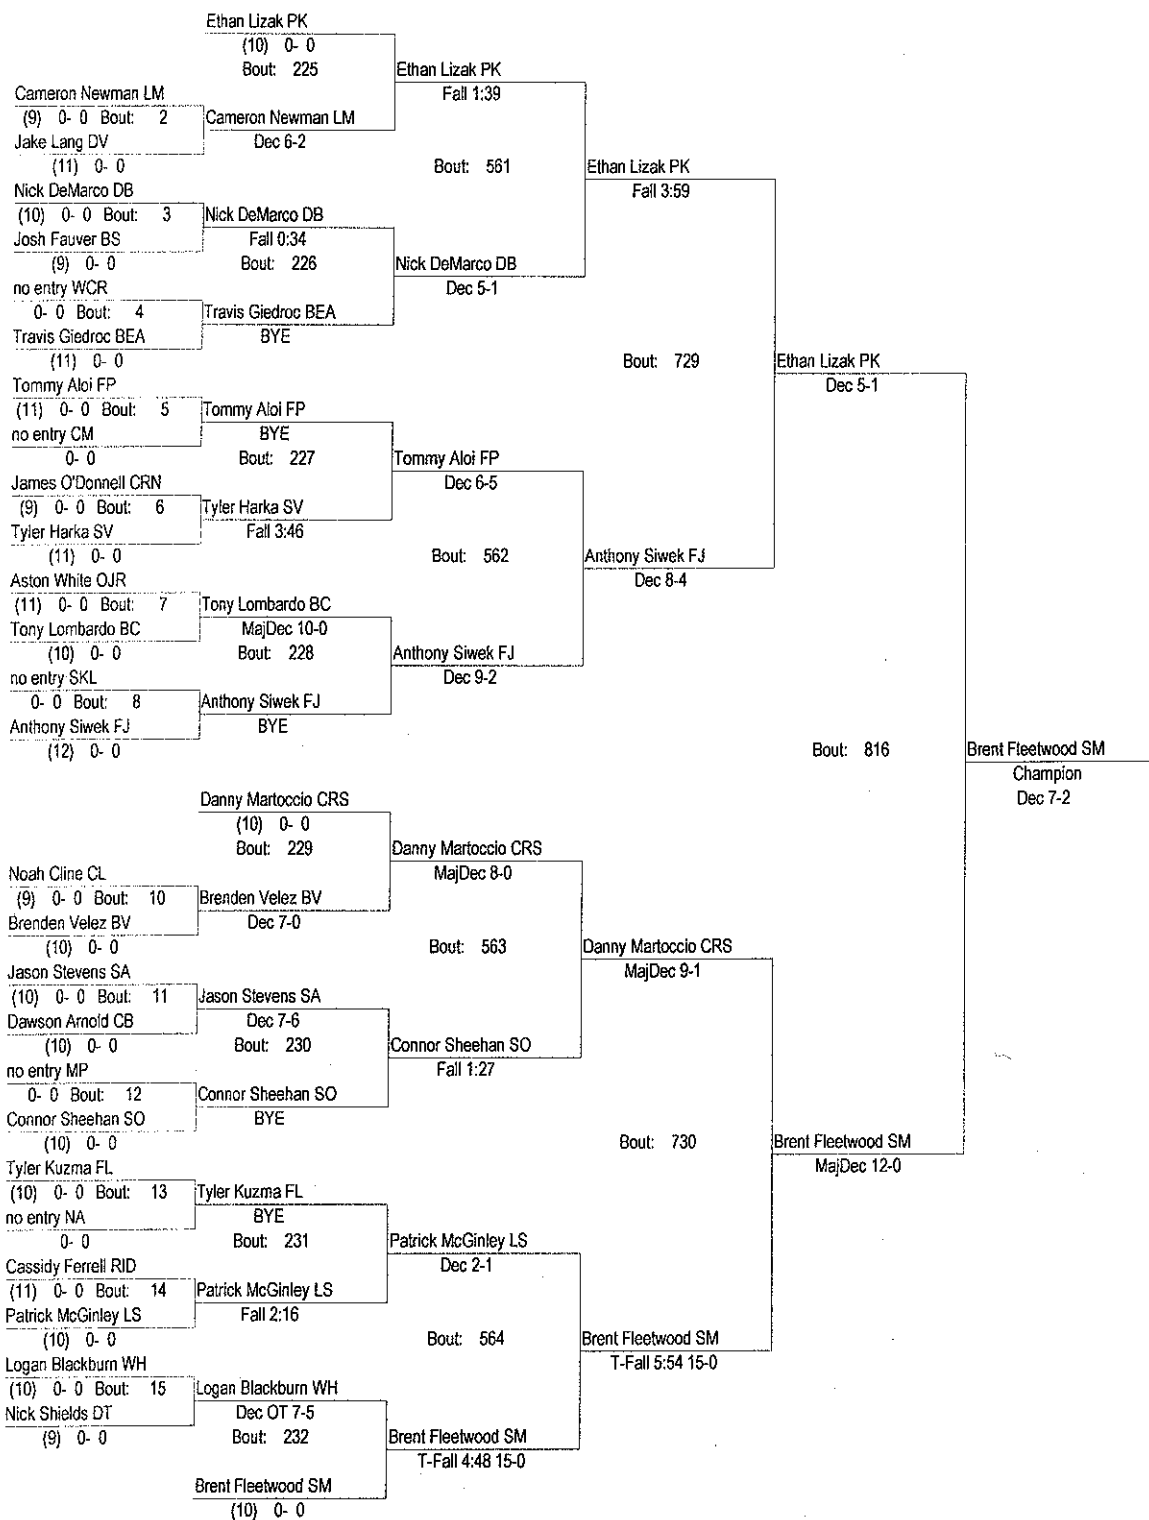 Ethan Lizak PK
(10) 0- 0
Bout: 225
Ethan Lizak PK
Fall 1:39
Cameron Newman LM
(9) 0- 0 Bout: 2
Cameron Newman LM
Dec 6-2
Jake Lang DV
(11) 0- 0
Bout: 561
Ethan Lizak PK
Fall 3:59
Nick DeMarco DB
(10) 0- 0 Bout: 3
Nick DeMarco DB
Fall 0:34
Josh Fauver BS
(9) 0- 0
Bout: 226
Nick DeMarco DB
Dec 5-1
no entry WCR
0- 0 Bout: 4
Travis Giedroc BEA
BYE
Travis Giedroc BEA
(11) 0- 0
Bout: 729
Ethan Lizak PK
Dec 5-1
Tommy Aloi FP
(11) 0- 0 Bout: 5
Tommy Aloi FP
BYE
no entry CM
0- 0
Bout: 227
Tommy Aloi FP
Dec 6-5
James O'Donnell CRN
(9) 0- 0 Bout: 6
Tyler Harka SV
Fall 3:46
Tyler Harka SV
(11) 0- 0
Bout: 562
Anthony Siwek FJ
Dec 8-4
Aston White OJR
(11) 0- 0 Bout: 7
Tony Lombardo BC
MajDec 10-0
Tony Lombardo BC
(10) 0- 0
Bout: 228
Anthony Siwek FJ
Dec 9-2
no entry SKL
0- 0 Bout: 8
Anthony Siwek FJ
BYE
Anthony Siwek FJ
(12) 0- 0
Bout: 816
Brent Fleetwood SM
Champion
Dec 7-2
Danny Martoccio CRS
(10) 0- 0
Bout: 229
Danny Martoccio CRS
MajDec 8-0
Noah Cline CL
(9) 0- 0 Bout: 10
Brenden Velez BV
Dec 7-0
Brenden Velez BV
(10) 0- 0
Bout: 563
Danny Martoccio CRS
MajDec 9-1
Jason Stevens SA
(10) 0- 0 Bout: 11
Jason Stevens SA
Dec 7-6
Dawson Arnold CB
(10) 0- 0
Bout: 230
Connor Sheehan SO
Fall 1:27
no entry MP
0- 0 Bout: 12
Connor Sheehan SO
BYE
Connor Sheehan SO
(10) 0- 0
Bout: 730
Brent Fleetwood SM
MajDec 12-0
Tyler Kuzma FL
(10) 0- 0 Bout: 13
Tyler Kuzma FL
BYE
no entry NA
0- 0
Bout: 231
Patrick McGinley LS
Dec 2-1
Cassidy Ferrell RID
(11) 0- 0 Bout: 14
Patrick McGinley LS
Fall 2:16
Patrick McGinley LS
(10) 0- 0
Bout: 564
Brent Fleetwood SM
T-Fall 5:54 15-0
Logan Blackburn WH
(10) 0- 0 Bout: 15
Logan Blackburn WH
Dec OT 7-5
Nick Shields DT
(9) 0- 0
Bout: 232
Brent Fleetwood SM
T-Fall 4:48 15-0
Brent Fleetwood SM
(10) 0- 0